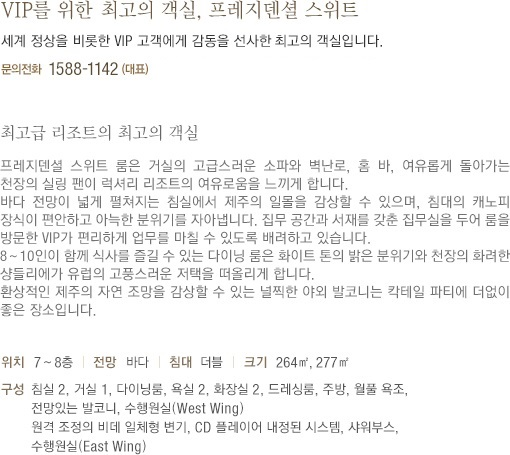 VIP를 위한 최고의 객실, 프레지덴셜 스위트
세계 정상을 비롯한 VIP 고객에게 감동을 선사한 최고의 객실입니다.
문의전화 1588-1142 (대표)
최고급 리조트의 최고의 객실
프레지덴셜 스위트 룸은 거실의 고급스러운 소파와 벽난로, 홈 바, 여유롭게 돌아가는
천장의 실링 팬이 럭셔리 리조트의 여유로움을 느끼게 합니다.
바다 전망이 넓게 펼쳐지는 침실에서 제주의 일몰을 감상할 수 있으며, 침대의 캐노피
장식이 편안하고 아늑한 분위기를 자아냅니다. 집무 공간과 서재를 갖춘 집무실을 두어 룸을
방문한 VIP가 편리하게 업무를 마칠 수 있도록 배려하고 있습니다.
8~10인이 함께 식사를 즐길 수 있는 다이닝 룸은 화이트 톤의 밝은 분위기와 천장의 화려한
샹들리에가 유럽의 고풍스러운 저택을 떠올리게 합니다.
환상적인 제주의 자연 조망을 감상할 수 있는 널찍한 야외 발코니는 칵테일 파티에 더없이
좋은 장소입니다.
위치 7~8층 | 전망 바다 | 침대 더블 | 크기 264㎡, 277㎡
구성 침실 2, 거실 1, 다이닝룸, 욕실 2, 화장실 2, 드레싱룸, 주방, 월풀 욕조,
전망있는 발코니, 수행원실(West Wing)
원격 조정의 비데 일체형 변기, CD 플레이어 내정된 시스템, 샤워부스,
수행원실(East Wing)